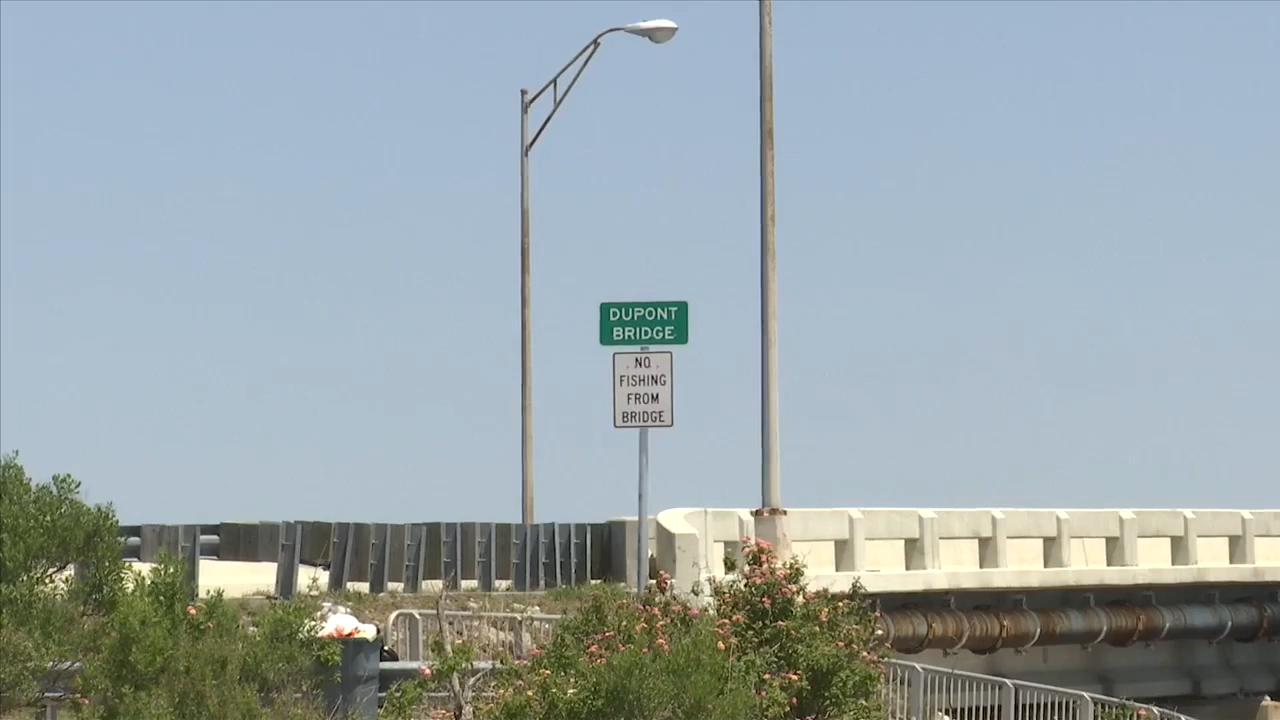 DUPONT
BRIDGE
NO
FISHING
FROM
BRIDGE